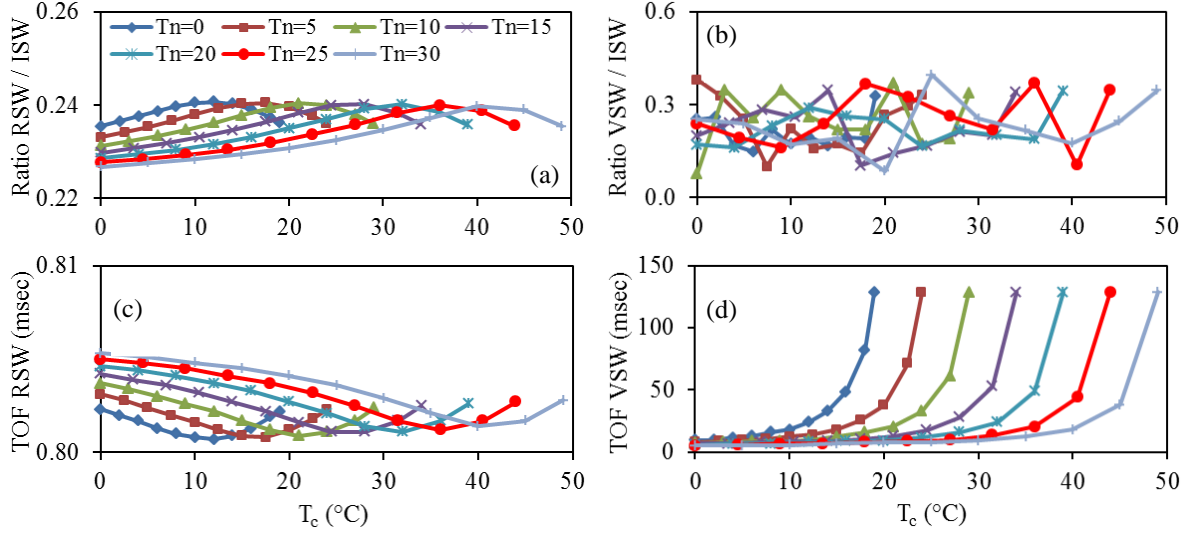 0.26
Tn=0 Tn=5 Tn=10 Tn=15
Tn=20 Tn=25 Tn=30
0.24
0.22
Ratio RSW / ISW
(a)
0 10 20 30 40 50
0.6
(b)
0.3
0.0
Ratio VSW / ISW
0 10 20 30 40 50
0.81
(c)
0.80
TOF RSW (msec)
0 10 20 30 40 50
Tc (°C)
150
(d)
100
50
0
TOF VSW (msec)
0 10 20 30 40 50
Tc (°C)